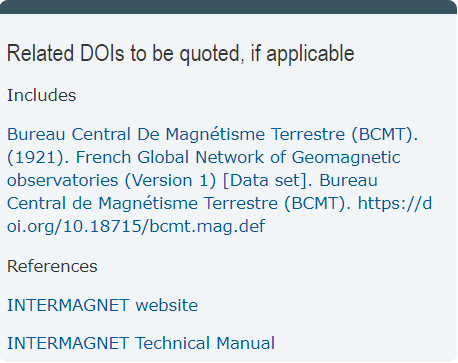 Related DOIs to be quoted, if applicable
Includes
Bureau Central De Magnétisme Terrestre (BCMT).
(1921). French Global Network of Geomagnetic
observatories (Version 1) [Data set]. Bureau
Central de Magnétisme Terrestre (BCMT). https://d
oi.org/10.18715/bcmt.mag.def
References
INTERMAGNET website
INTERMAGNET Technical Manual